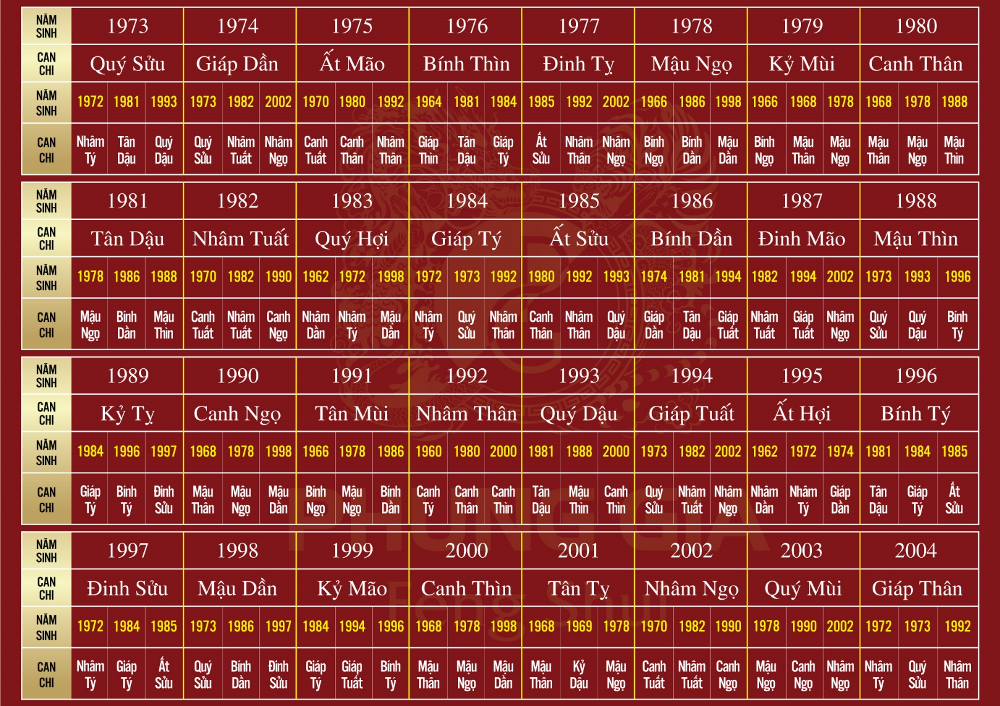 NĂM SINH 1973 1974 1975 1976 1977 1978 1979 1980
CAN CHI Quý Sửu Giáp Dần Ất Mão Bính Thìn Đinh Tỵ Mậu Ngọ Kỷ Mùi Canh Thân
NĂM SINH 1972 1981 1993 1973 1982 2002 1970 1980 1992 1964 1981 1984 1985 1992 2002 1966 1986 1998 1966 1968 1978 1968 1978 1988
CAN CHI Nhâm Tý Tân Dậu Quý Dậu Quý Sửu Nhâm Tuất Nhâm Ngọ Canh Tuất Canh Thân Nhâm Thân Giáp Thìn Tân Dậu Giáp Tý Ất Sửu Nhâm Thân Nhâm Ngọ Bính Ngọ Bính Dần Mậu Dần Bính Ngọ Mậu Thân Mậu Ngọ Mậu Thân Mậu Ngọ Mậu Thìn
NĂM SINH 1981 1982 1983 1984 1985 1986 1987 1988
CAN CHI Tân Dậu Nhâm Tuất Quý Hợi Giáp Tý Ất Sửu Bính Dần Đinh Mão Mậu Thìn
NĂM SINH 1978 1986 1988 1970 1982 1990 1962 1972 1998 1972 1973 1992 1980 1992 1993 1974 1981 1994 1982 1994 2002 1973 1993 1996
CAN CHI Mậu Ngọ Bính Dần Mậu Thìn Canh Tuất Nhâm Tuất Canh Ngọ Nhâm Dần Nhâm Tý Mậu Dần Nhâm Tý Quý Sửu Nhâm Thân Canh Thân Nhâm Thân Quý Dậu Giáp Dần Tân Dậu Giáp Tuất Nhâm Tuất Giáp Tuất Nhâm Ngọ Quý Sửu Quý Dậu Bính Tý
NĂM SINH 1989 1990 1991 1992 1993 1994 1995 1996
CAN CHI Kỷ Tỵ Canh Ngọ Tân Mùi Nhâm Thân Quý Dậu Giáp Tuất Ất Hợi Bính Tý
NĂM SINH 1984 1996 1997 1968 1978 1998 1966 1978 1986 1960 1980 2000 1981 1988 2000 1973 1982 2002 1962 1972 1974 1981 1984 1985
CAN CHI Giáp Tý Bính Tý Đinh Sửu Mậu Thân Mậu Ngọ Mậu Dần Bính Ngọ Mậu Ngọ Bính Dần Canh Tý Canh Thân Canh Thìn Tân Dậu Mậu Thìn Canh Thìn Quý Sửu Nhâm Tuất Nhâm Ngọ Nhâm Dần Nhâm Tý Giáp Dần Tân Dậu Giáp Tý Ất Sửu
PHÙNG GIA
NĂM SINH 1997 1998 1999 2000 2001 2002 2003 2004
CAN CHI Đinh Sửu Mậu Dần Kỷ Mão Canh Thìn Tân Tỵ Nhâm Ngọ Quý Mùi Giáp Thân
Feng Shui
NĂM SINH 1972 1984 1985 1973 1986 1997 1984 1994 1996 1968 1978 1998 1968 1969 1978 1970 1982 1990 1978 1990 2002 1972 1973 1992
CAN CHI Nhâm Tý Giáp Tý Ất Sửu Quý Sửu Bính Dần Đinh Sửu Giáp Tý Giáp Tuất Bính Tý Mậu Thân Mậu Ngọ Mậu Dần Mậu Thân Kỷ Dậu Mậu Ngọ Canh Tuất Nhâm Tuất Canh Ngọ Mậu Ngọ Canh Ngọ Nhâm Ngọ Nhâm Tý Quý Sửu Nhâm Thân